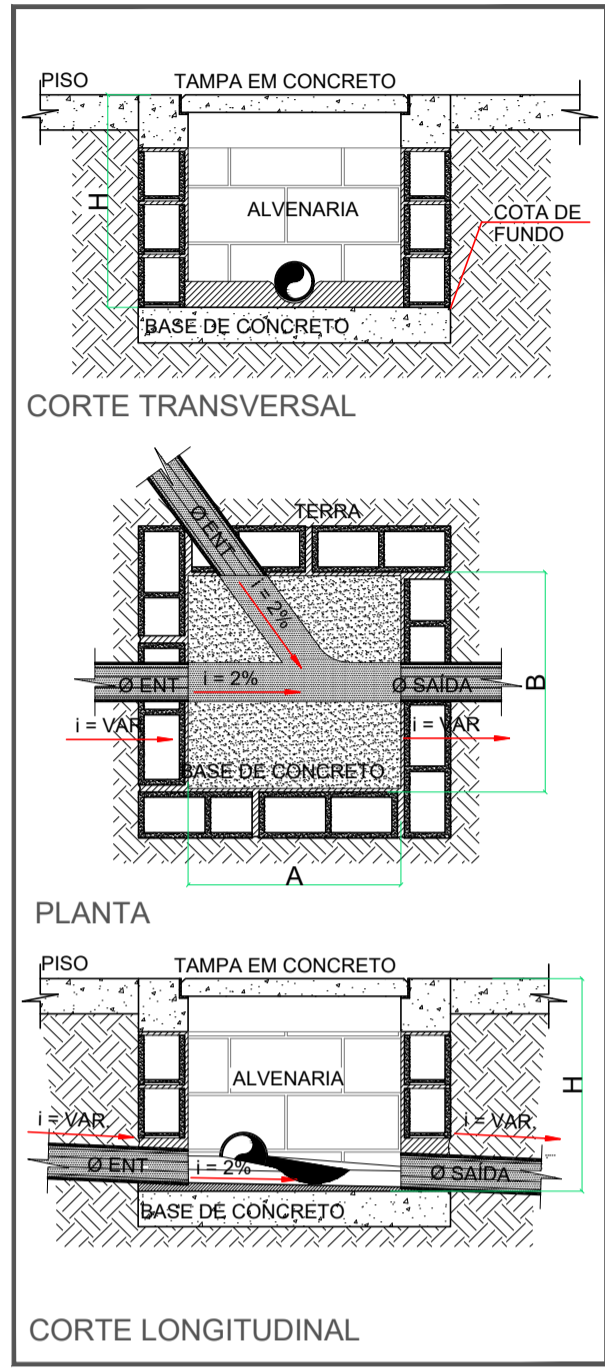 PISO
TAMPA EM CONCRETO
H
ALVENARIA
COTA DE
FUNDO
BASE DE CONCRETO
CORTE TRANSVERSAL
TERRA
Ø ENT
i = 2%
Ø ENT
i = 2%
Ø SAÍDA
B
i = VAR
i = VAR
BASE DE CONCRETO
A
PLANTA
PISO
TAMPA EM CONCRETO
H
ALVENARIA
i = VAR.
i = VAR.
Ø ENT
i = 2%
Ø SAÍDA
BASE DE CONCRETO
CORTE LONGITUDINAL